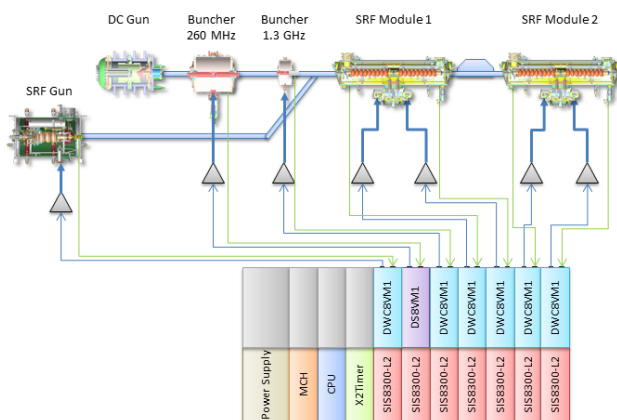 DC Gun
Buncher
260 MHz
Buncher
1.3 GHz
SRF Module 1
SRF Module 2
SRF Gun
DWC8VM1
DS8VM1
DWC8VM1
DWC8VM1
DWC8VM1
DWC8VM1
DWC8VM1
Power Supply
MCH
CPU
X2Timer
SIS8300-L2
SIS8300-L2
SIS8300-L2
SIS8300-L2
SIS8300-L2
SIS8300-L2
SIS8300-L2